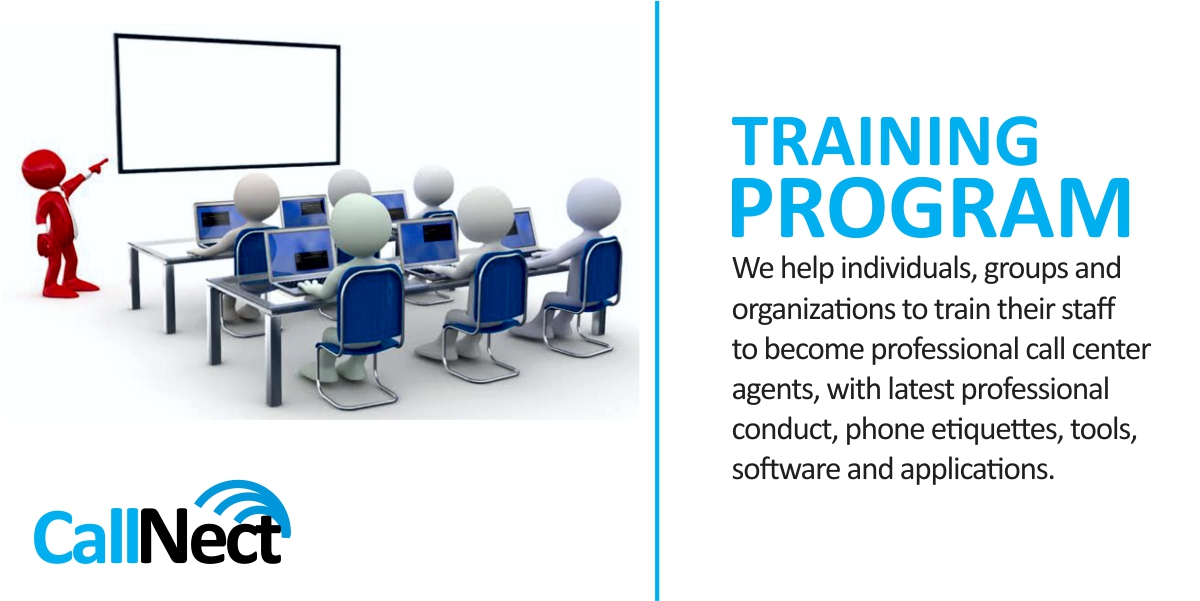 TRAINING
PROGRAM
We help individuals, groups and
organizations to train their staff
to become professional call center
agents, with latest professional
conduct, phone etiquettes, tools,
software and applications.
CallNect